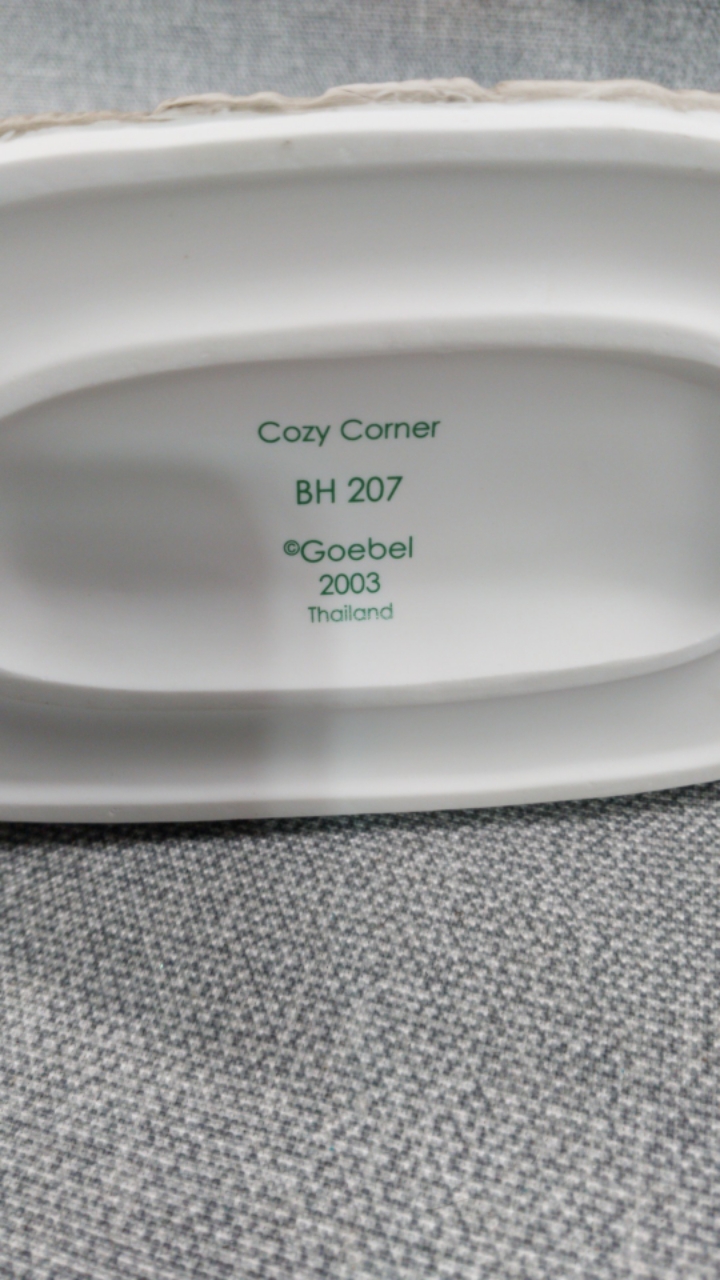 Cozy Corner
BH 207
©Goebel
2003
Thailand